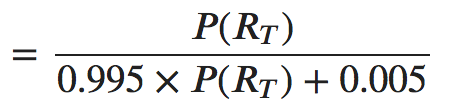 = P(R_T) / 0.995 × P(R_T) + 0.005